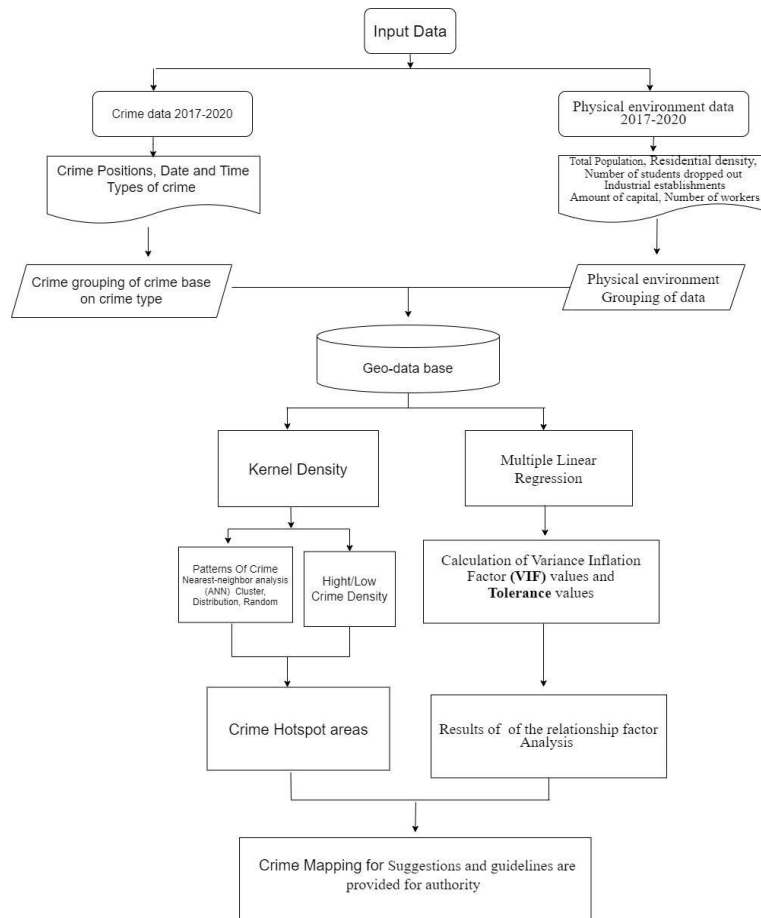 Input Data
Crime data 2017-2020
Physical environment data
2017-2020
Crime Positions, Date and Time
Types of crime
Total Population, Residential density,
Number of students dropped out
Industrial establishments
Amount of capital, Number of workers
Crime grouping of crime base
on crime type
Physical environment
Grouping of data
Geo-data base
Kernel Density
Multiple Linear
Regression
Patterns Of Crime
Nearest-neighbor analysis
(ANN) Cluster,
Distribution, Random
Hight/Low
Crime Density
Calculation of Variance Inflation
Factor (VIF) values and
Tolerance values
Crime Hotspot areas
Results of of the relationship factor
Analysis
Crime Mapping for Suggestions and guidelines are
provided for authority